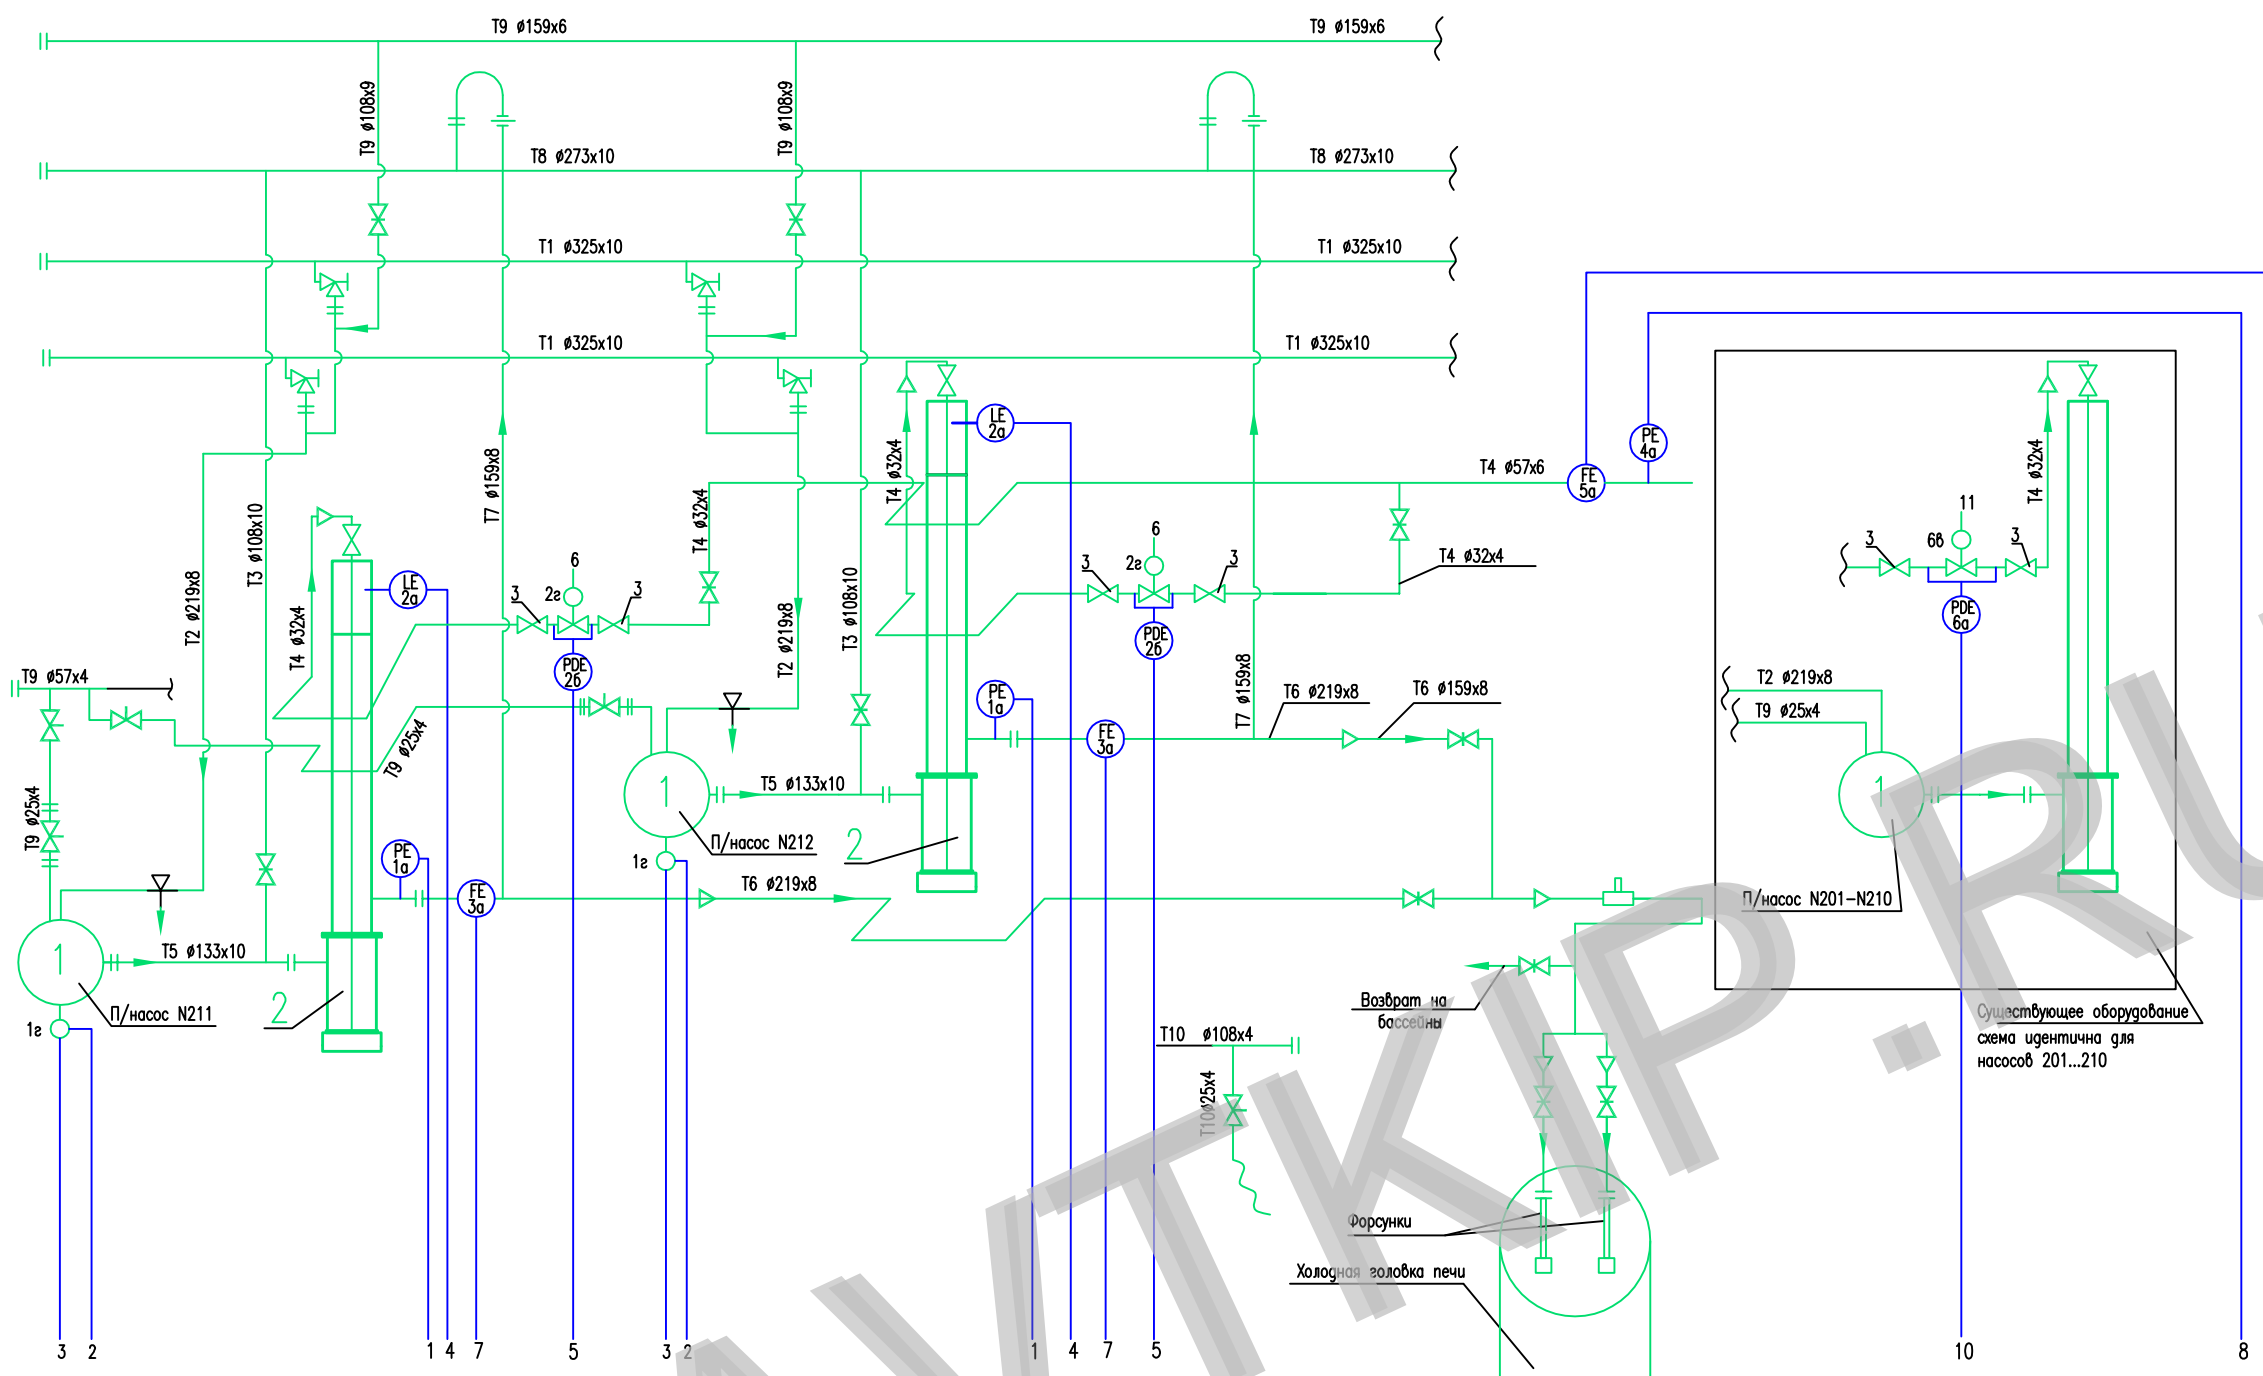 Т9 ø159х6
Т9 ø159х6
Т9 ø108х9
Т9 ø108х9
Т8 ø273х10
Т8 ø273х10
Т1 ø325х10
Т1 ø325х10
Т1 ø325х10
Т1 ø325х10
LE
2а
PE
4а
Т4 ø57х6
FE
5а
Т4 ø32х4
Т4 ø32х4
Т7 ø159х8
Т4 ø32х4
Т3 ø108х10
11
6в
3
3
6
2г
3
3
6
2г
3
3
Т4 ø32х4
LE
2а
Т2 ø219х8
Т4 ø32х4
Т2 ø219х8
Т3 ø108х10
PDE
6а
PDE
2б
PDE
2б
Т9 ø57х4
Т2 ø219х8
Т9 ø25х4
PE
1а
Т6 ø219х8
Т6 ø159х8
Т7 ø159х8
FE
3а
Т9 ø25х4
1
Т5 ø133х10
1
Т9 ø25х4
П/насос N212
2
1г
PE
1а
FE
3а
Т6 ø219х8
П/насос N201-N210
1
Т5 ø133х10
2
П/насос N211
1г
Возврат на
бассейны
Существующее оборудование
схема идентична для
насосов 201...210
Т10 ø108х4
Т10ø25х4
Форсунки
Холодная головка печи
3
2
1
4
7
5
3
2
1
4
7
5
10
8
AVTKIP.RU